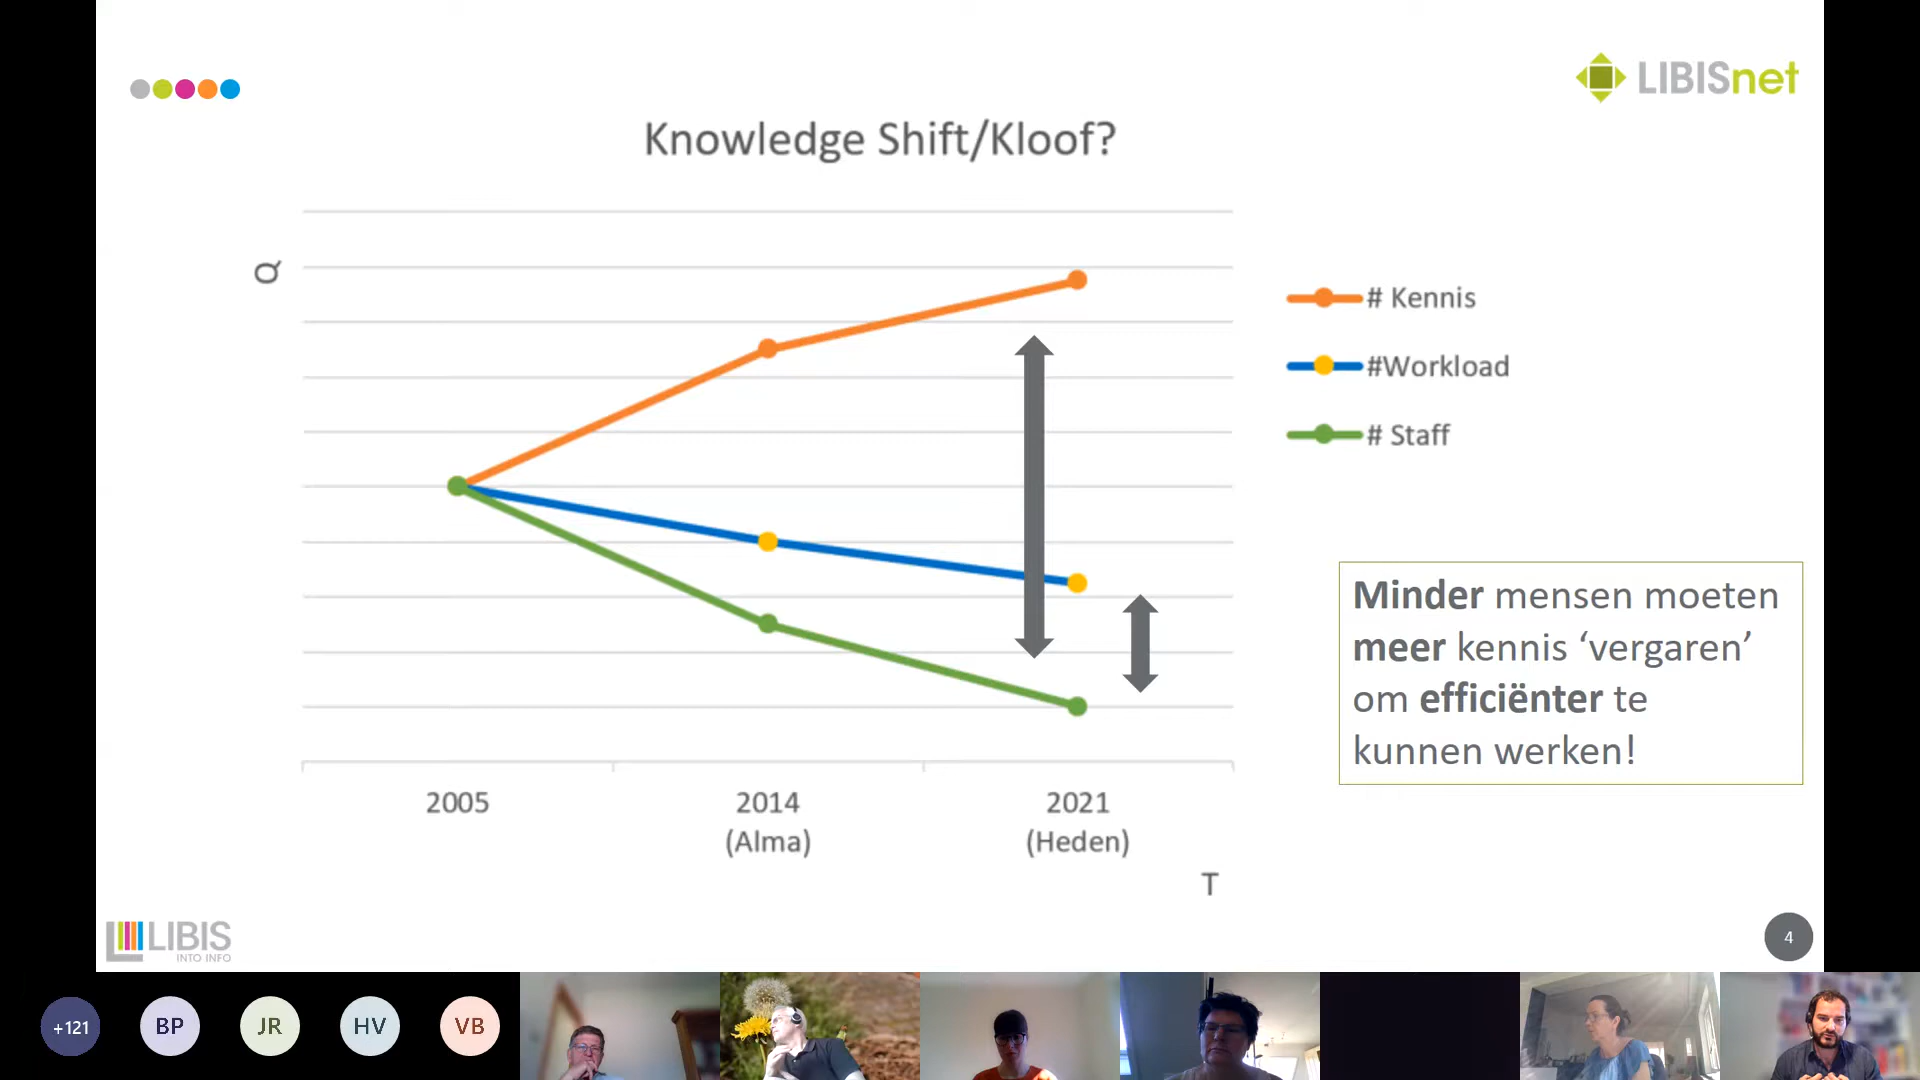 LIBISnet
Knowledge Shift/Kloof?
Q
# Kennis
#Workload
# Staff
Minder mensen moeten
meer kennis ‘vergaren’
om efficiënter te
kunnen werken!
2005
2014
(Alma)
2021
(Heden)
T
LIBIS
INTO INFO
4
+121
BP
JR
HV
VB